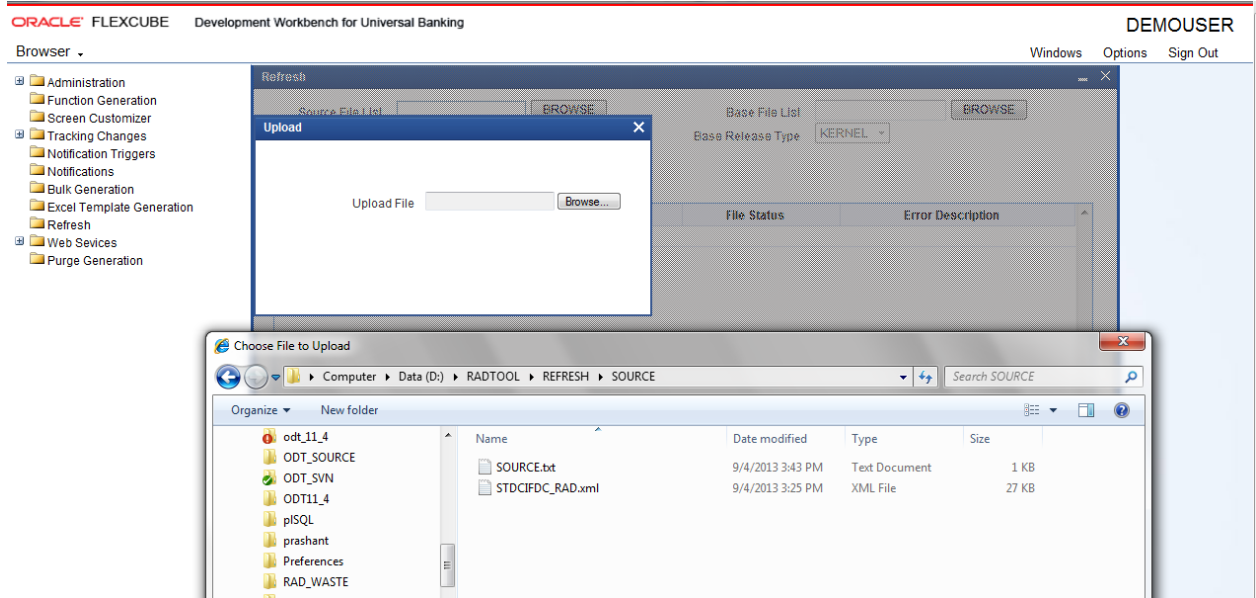 ORACLE FLEXCUBE Development Workbench for Universal Banking
DEMOUSER
Browser
Windows Options Sign Out
Administration
Function Generation
Screen Customizer
Tracking Changes
Notification Triggers
Notifications
Bulk Generation
Excel Template Generation
Refresh
Web Sevices
Purge Generation
Refresh
Source File List BROWSE Base File List BROWSE
Base Release Type KERNEL
File Status Error Description
Upload
Upload File Browse...
Choose File to Upload
Computer Data (D:) RADTOOL REFRESH SOURCE Search SOURCE
Organize New folder
odt_11_4
ODT_SOURCE
ODT_SVN
ODT11_4
plSQL
prashant
Preferences
RAD_WASTE
Name Date modified Type Size
SOURCE.txt 9/4/2013 3:43 PM Text Document 1 KB
STDCIFDC_RAD.xml 9/4/2013 3:25 PM XML File 27 KB